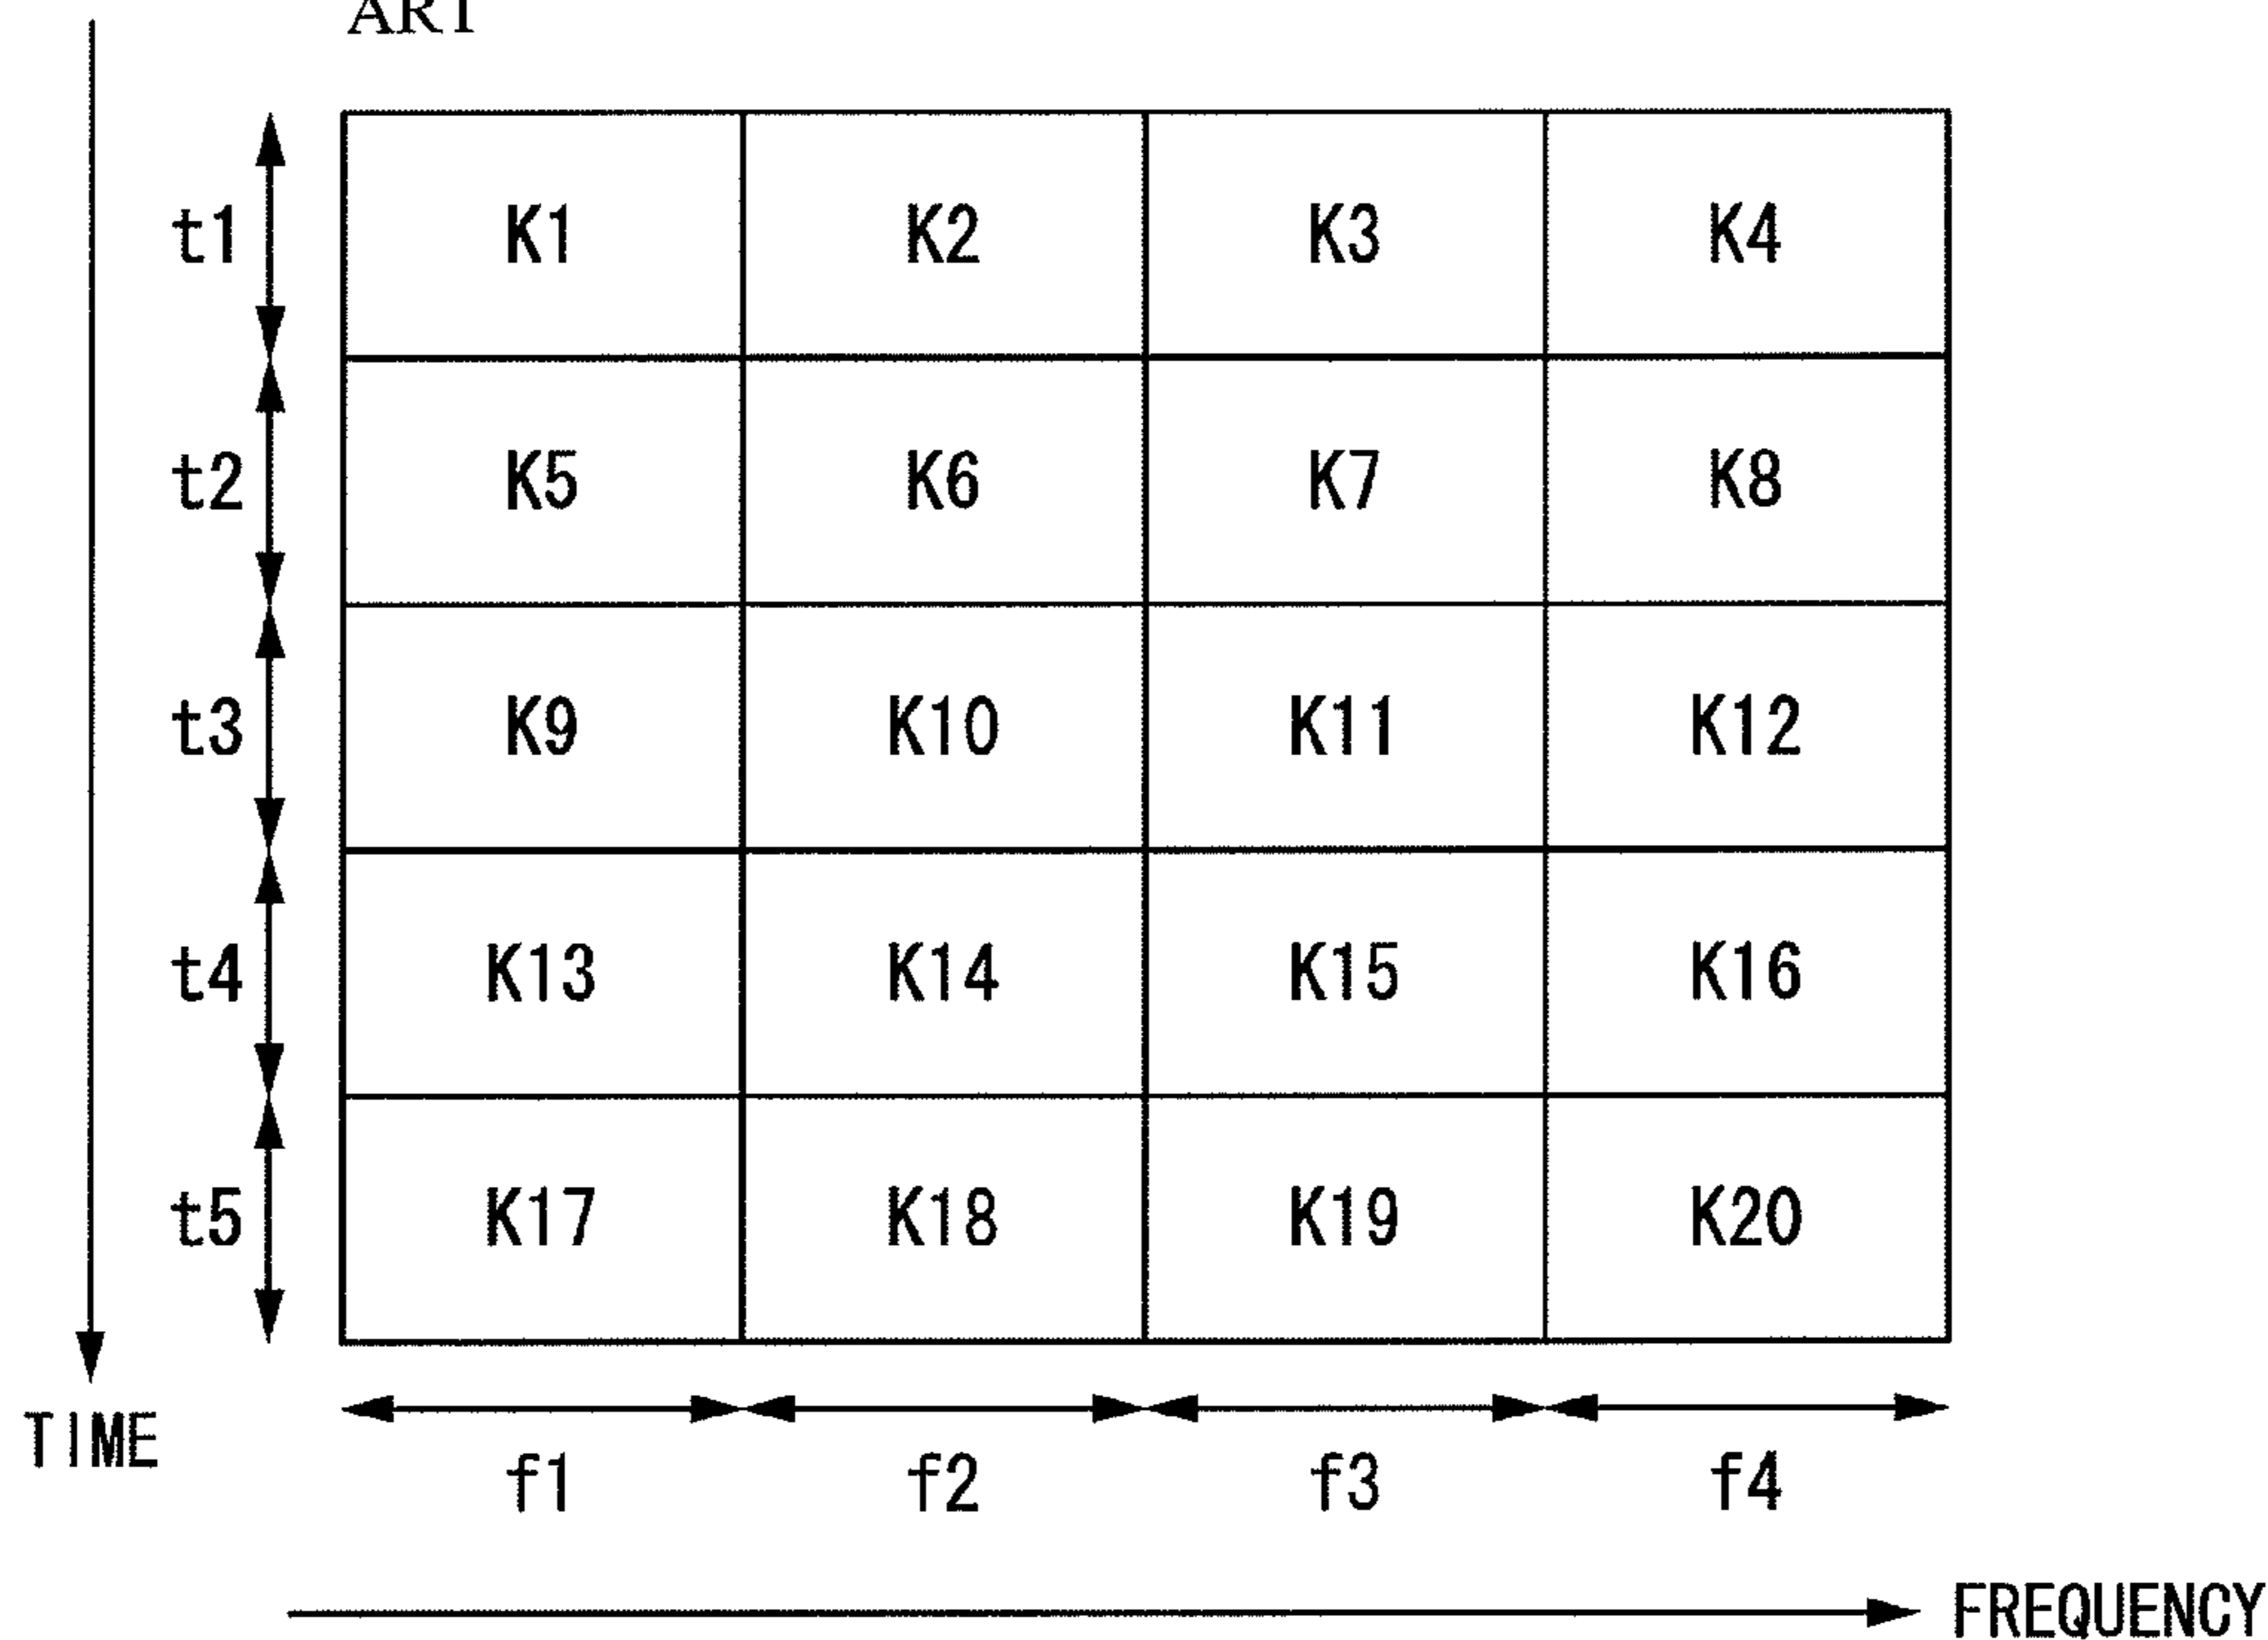 ART
t1 K1 K2 K3 K4
t2 K5 K6 K7 K8
t3 K9 K10 K11 K12
t4 K13 K14 K15 K16
t5 K17 K18 K19 K20
TIME
f1 f2 f3 f4
FREQUENCY